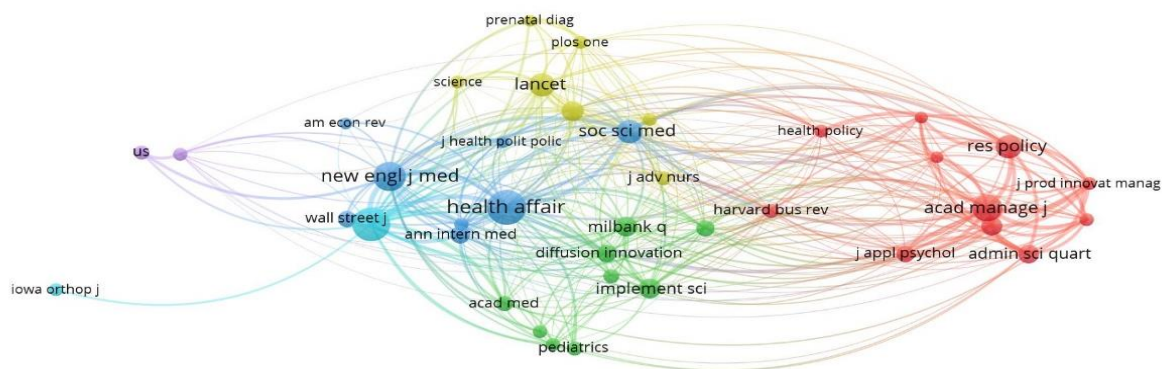 prenatal diag
plos one
science
lancet
am econ rev
soc sci med
health policy
j health polit polic
res policy
us
new engl j med
j adv nurs
j prod innovat manag
health affair
harvard bus rev
acad manage j
wall street j
milbank q
ann intern med
diffusion innovation
j appl psychol
admin sci quart
iowa orthop j
implement sci
acad med
pediatrics